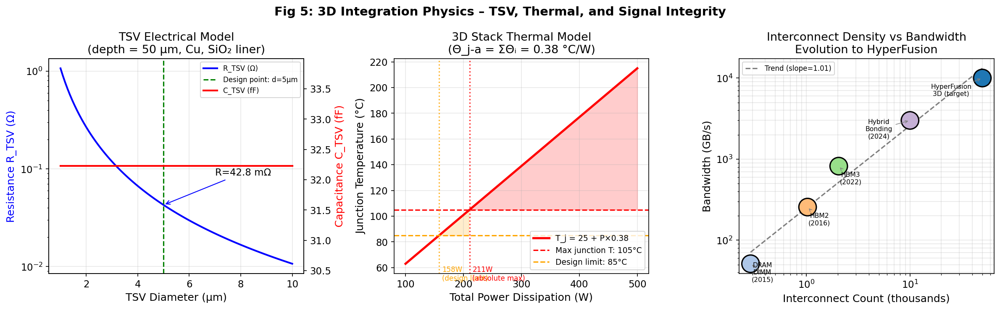 Fig 5: 3D Integration Physics – TSV, Thermal, and Signal Integrity
TSV Electrical Model
(depth = 50 μm, Cu, SiO₂ liner)
Resistance R_TSV (Ω)
10⁰
10⁻¹
10⁻²
R_TSV (Ω)
Design point: d=5μm
C_TSV (fF)
R=42.8 mΩ
33.5
33.0
32.5
32.0
31.5
31.0
30.5
Capacitance C_TSV (fF)
2
4
6
8
10
TSV Diameter (μm)
3D Stack Thermal Model
(Θ_j-a = ΣΘᵢ = 0.38 °C/W)
Junction Temperature (°C)
220
200
180
160
140
120
100
80
60
T_j = 25 + P×0.38
Max junction T: 105°C
Design limit: 85°C
158W
(design limit)
211W
(absolute max)
100
200
300
400
500
Total Power Dissipation (W)
Interconnect Density vs Bandwidth
Evolution to HyperFusion
Bandwidth (GB/s)
10⁴
10³
10²
Trend (slope=1.01)
HyperFusion
3D (target)
Hybrid
Bonding
(2024)
HBM3
(2022)
HBM2
(2016)
DRAM
DIMM
(2015)
10⁰
10¹
Interconnect Count (thousands)